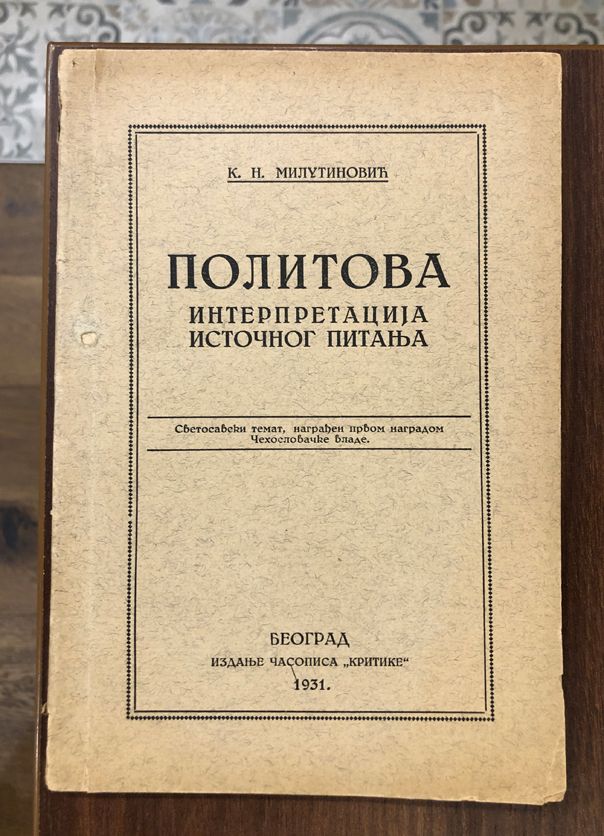 К. Н. МИЛУТИНОВИЋ
ПОЛИТОВА
ИНТЕРПРЕТАЦИЈА
ИСТОЧНОГ ПИТАЊА
Светосавски темат, награђен првом наградом
Чехословачке владе.
БЕОГРАД
ИЗДАЊЕ ЧАСОПИСА „КРИТИКЕ“
1931.